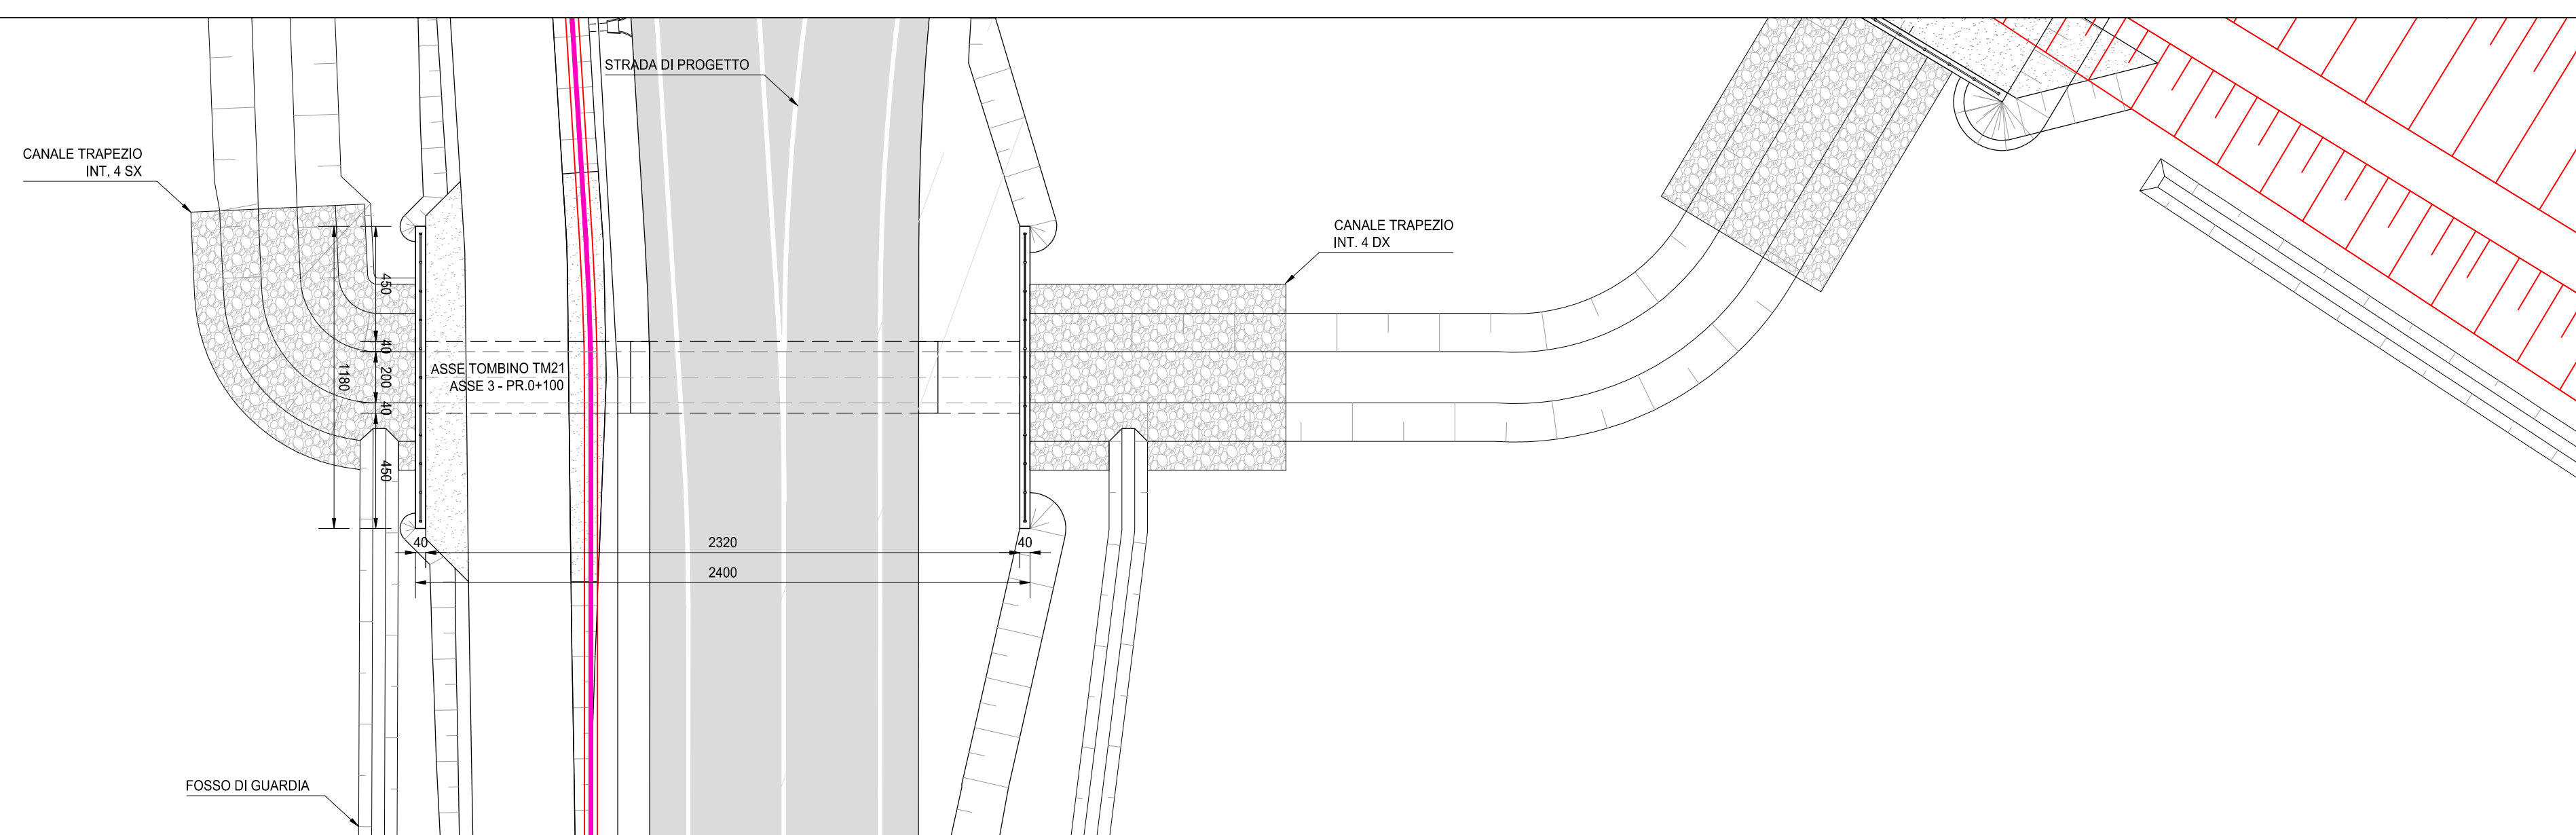 STRADA DI PROGETTO
CANALE TRAPEZIO
INT. 4 SX
CANALE TRAPEZIO
INT. 4 DX
450
40
200
40
450
1180
ASSE TOMBINO TM21
ASSE 3 - PR.0+100
40
2320
40
2400
FOSSO DI GUARDIA